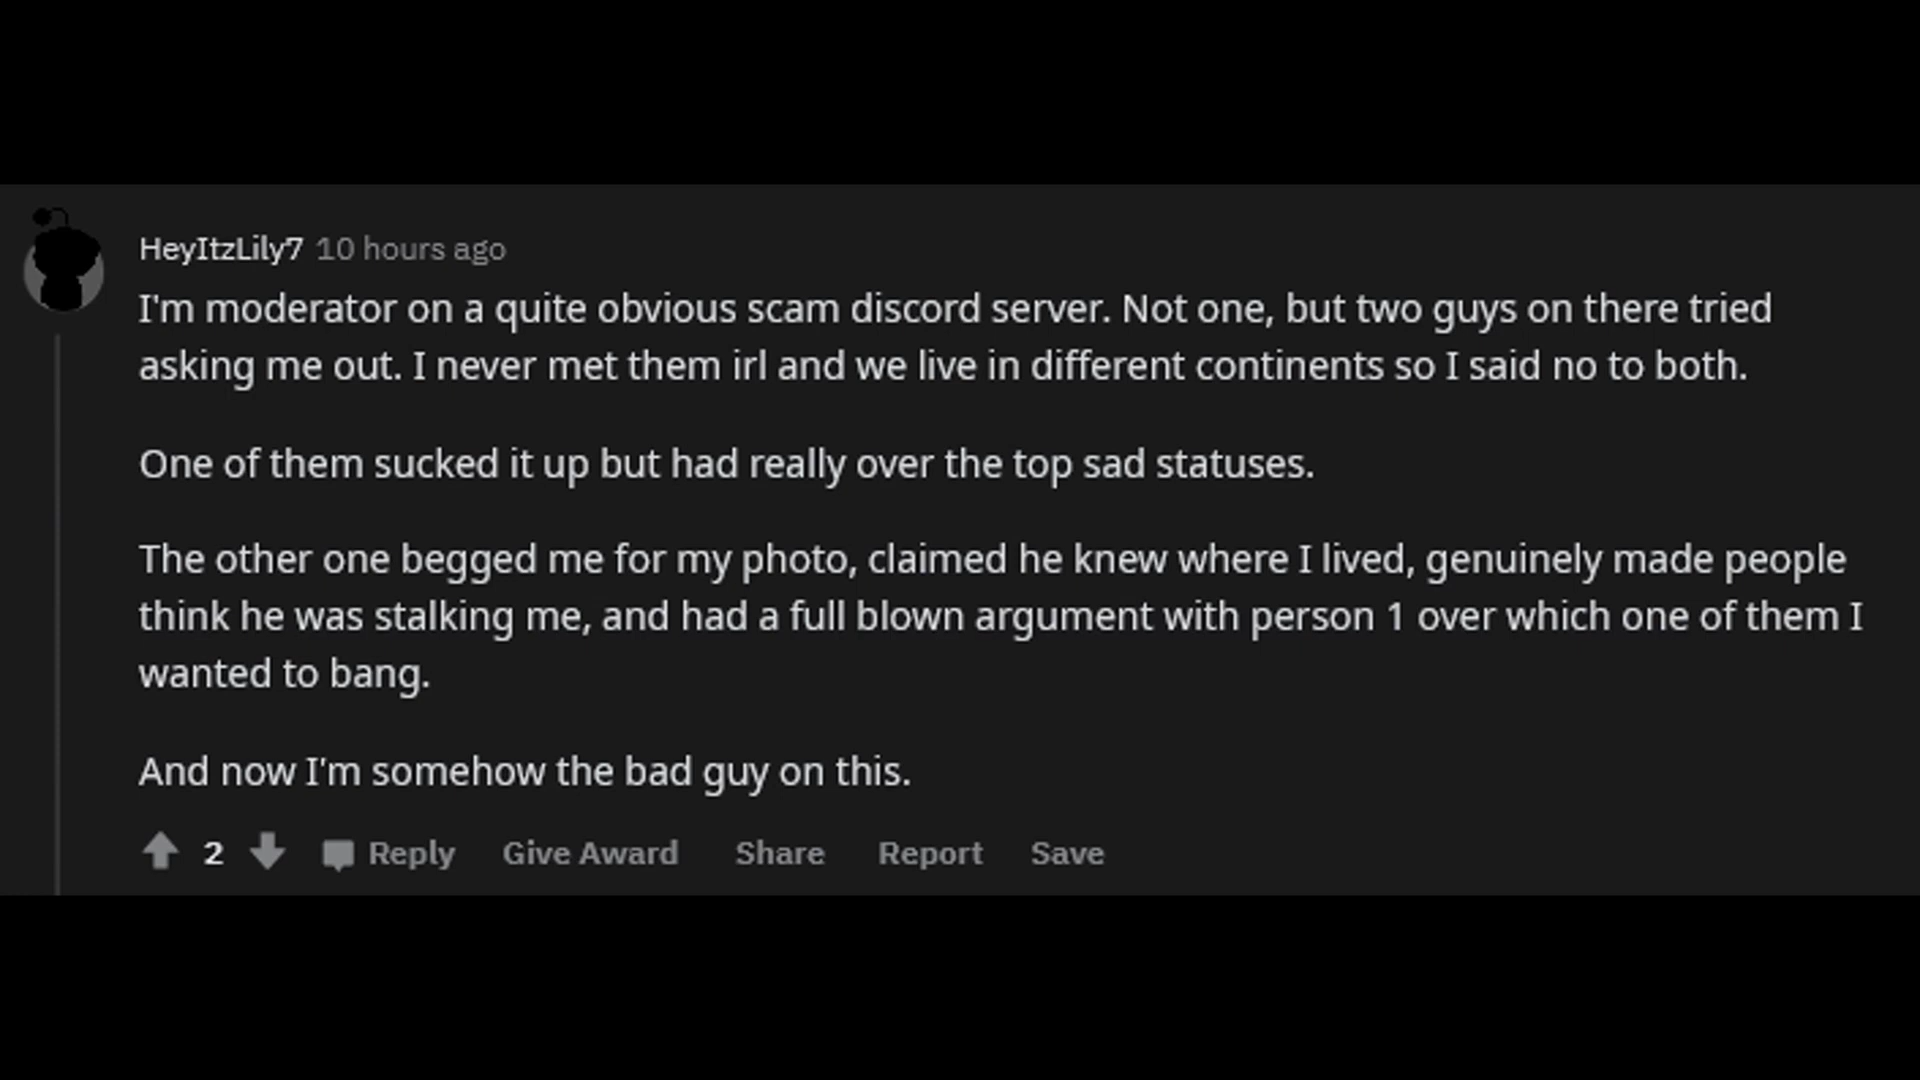 HeyItzLily7 10 hours ago
I'm moderator on a quite obvious scam discord server. Not one, but two guys on there tried
asking me out. I never met them irl and we live in different continents so I said no to both.
One of them sucked it up but had really over the top sad statuses.
The other one begged me for my photo, claimed he knew where I lived, genuinely made people
think he was stalking me, and had a full blown argument with person 1 over which one of them I
wanted to bang.
And now I'm somehow the bad guy on this.
2 Reply Give Award Share Report Save